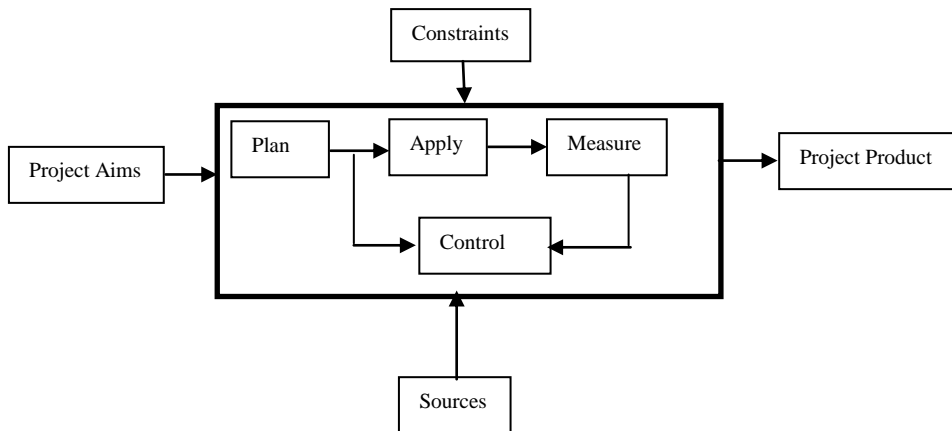 Constraints
Plan
Apply
Measure
Project Aims
Project Product
Control
Sources